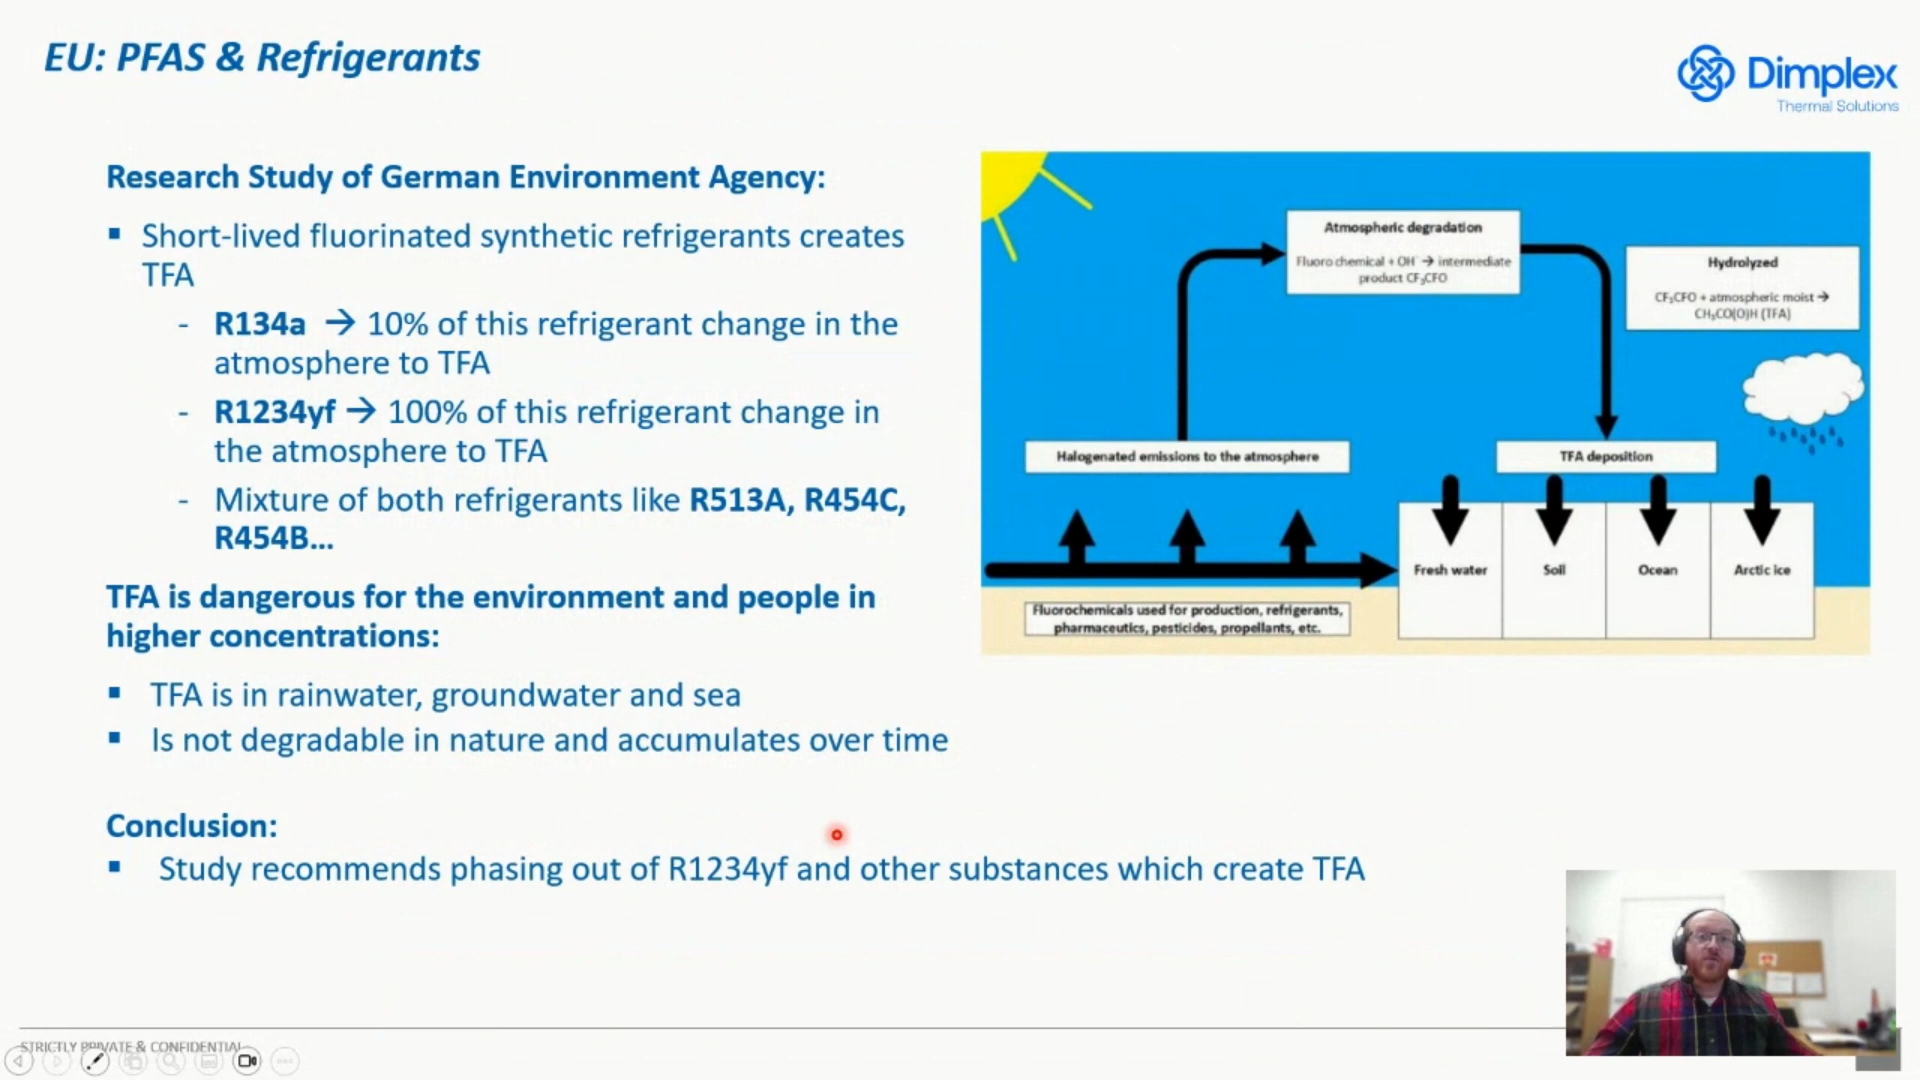 EU: PFAS & Refrigerants
Dimplex
Thermal Solutions
Research Study of German Environment Agency:
▪ Short-lived fluorinated synthetic refrigerants creates
TFA
- R134a → 10% of this refrigerant change in the
atmosphere to TFA
- R1234yf → 100% of this refrigerant change in
the atmosphere to TFA
- Mixture of both refrigerants like R513A, R454C,
R454B...
TFA is dangerous for the environment and people in
higher concentrations:
▪ TFA is in rainwater, groundwater and sea
▪ Is not degradable in nature and accumulates over time
Conclusion:
▪ Study recommends phasing out of R1234yf and other substances which create TFA
Atmospheric degradation
Fluoro chemical + OH˙ → intermediate
product CF₃CFO
Hydrolyzed
CF₃CFO + atmospheric moist →
CH₃CO(O)H (TFA)
Halogenated emissions to the atmosphere
TFA deposition
Fresh water
Soil
Ocean
Arctic ice
Fluorochemicals used for production, refrigerants,
pharmaceutics, pesticides, propellants, etc.
STRICTLY PRIVATE & CONFIDENTIAL